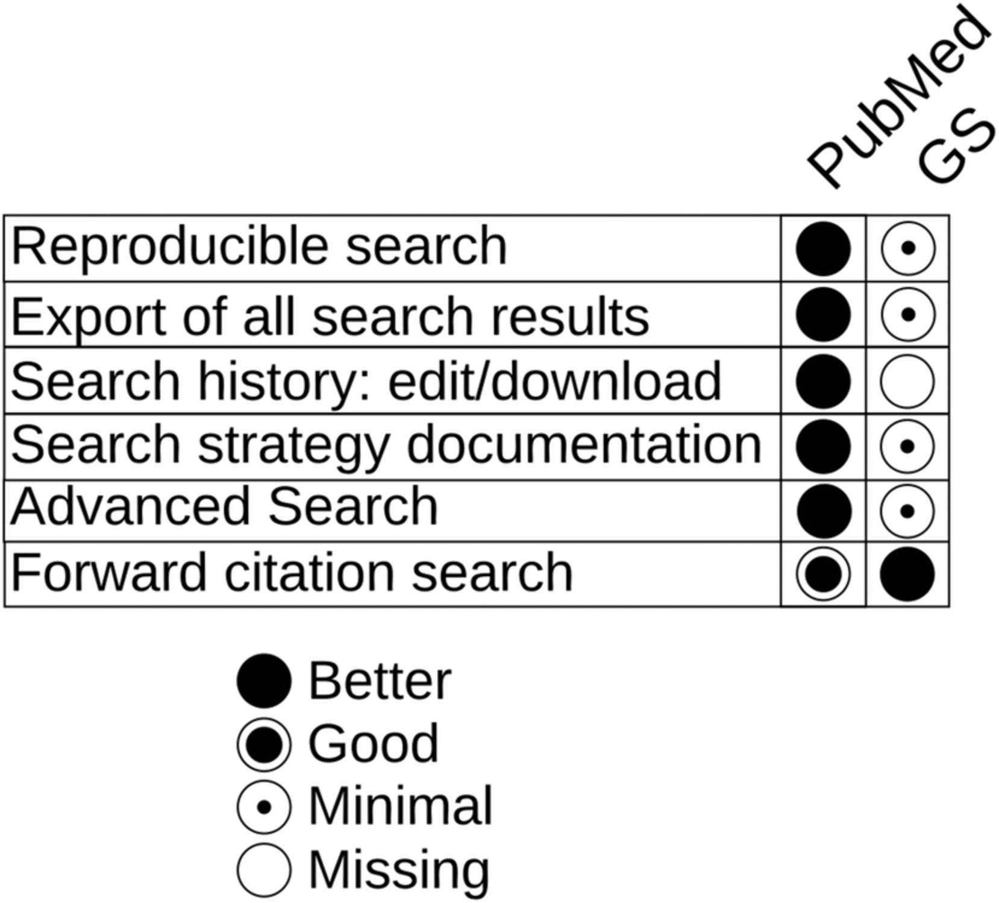 PubMed
GS
Reproducible search
Export of all search results
Search history: edit/download
Search strategy documentation
Advanced Search
Forward citation search
Better
Good
Minimal
Missing